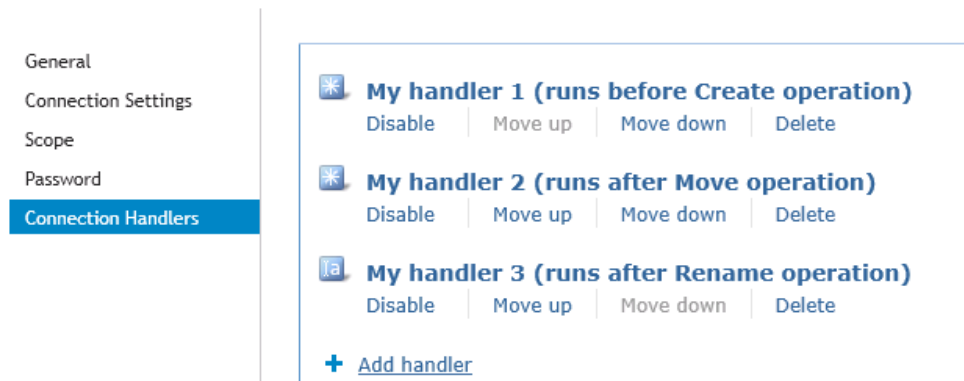 General
Connection Settings
Scope
Password
Connection Handlers
My handler 1 (runs before Create operation)
Disable Move up Move down Delete
My handler 2 (runs after Move operation)
Disable Move up Move down Delete
My handler 3 (runs after Rename operation)
Disable Move up Move down Delete
Add handler